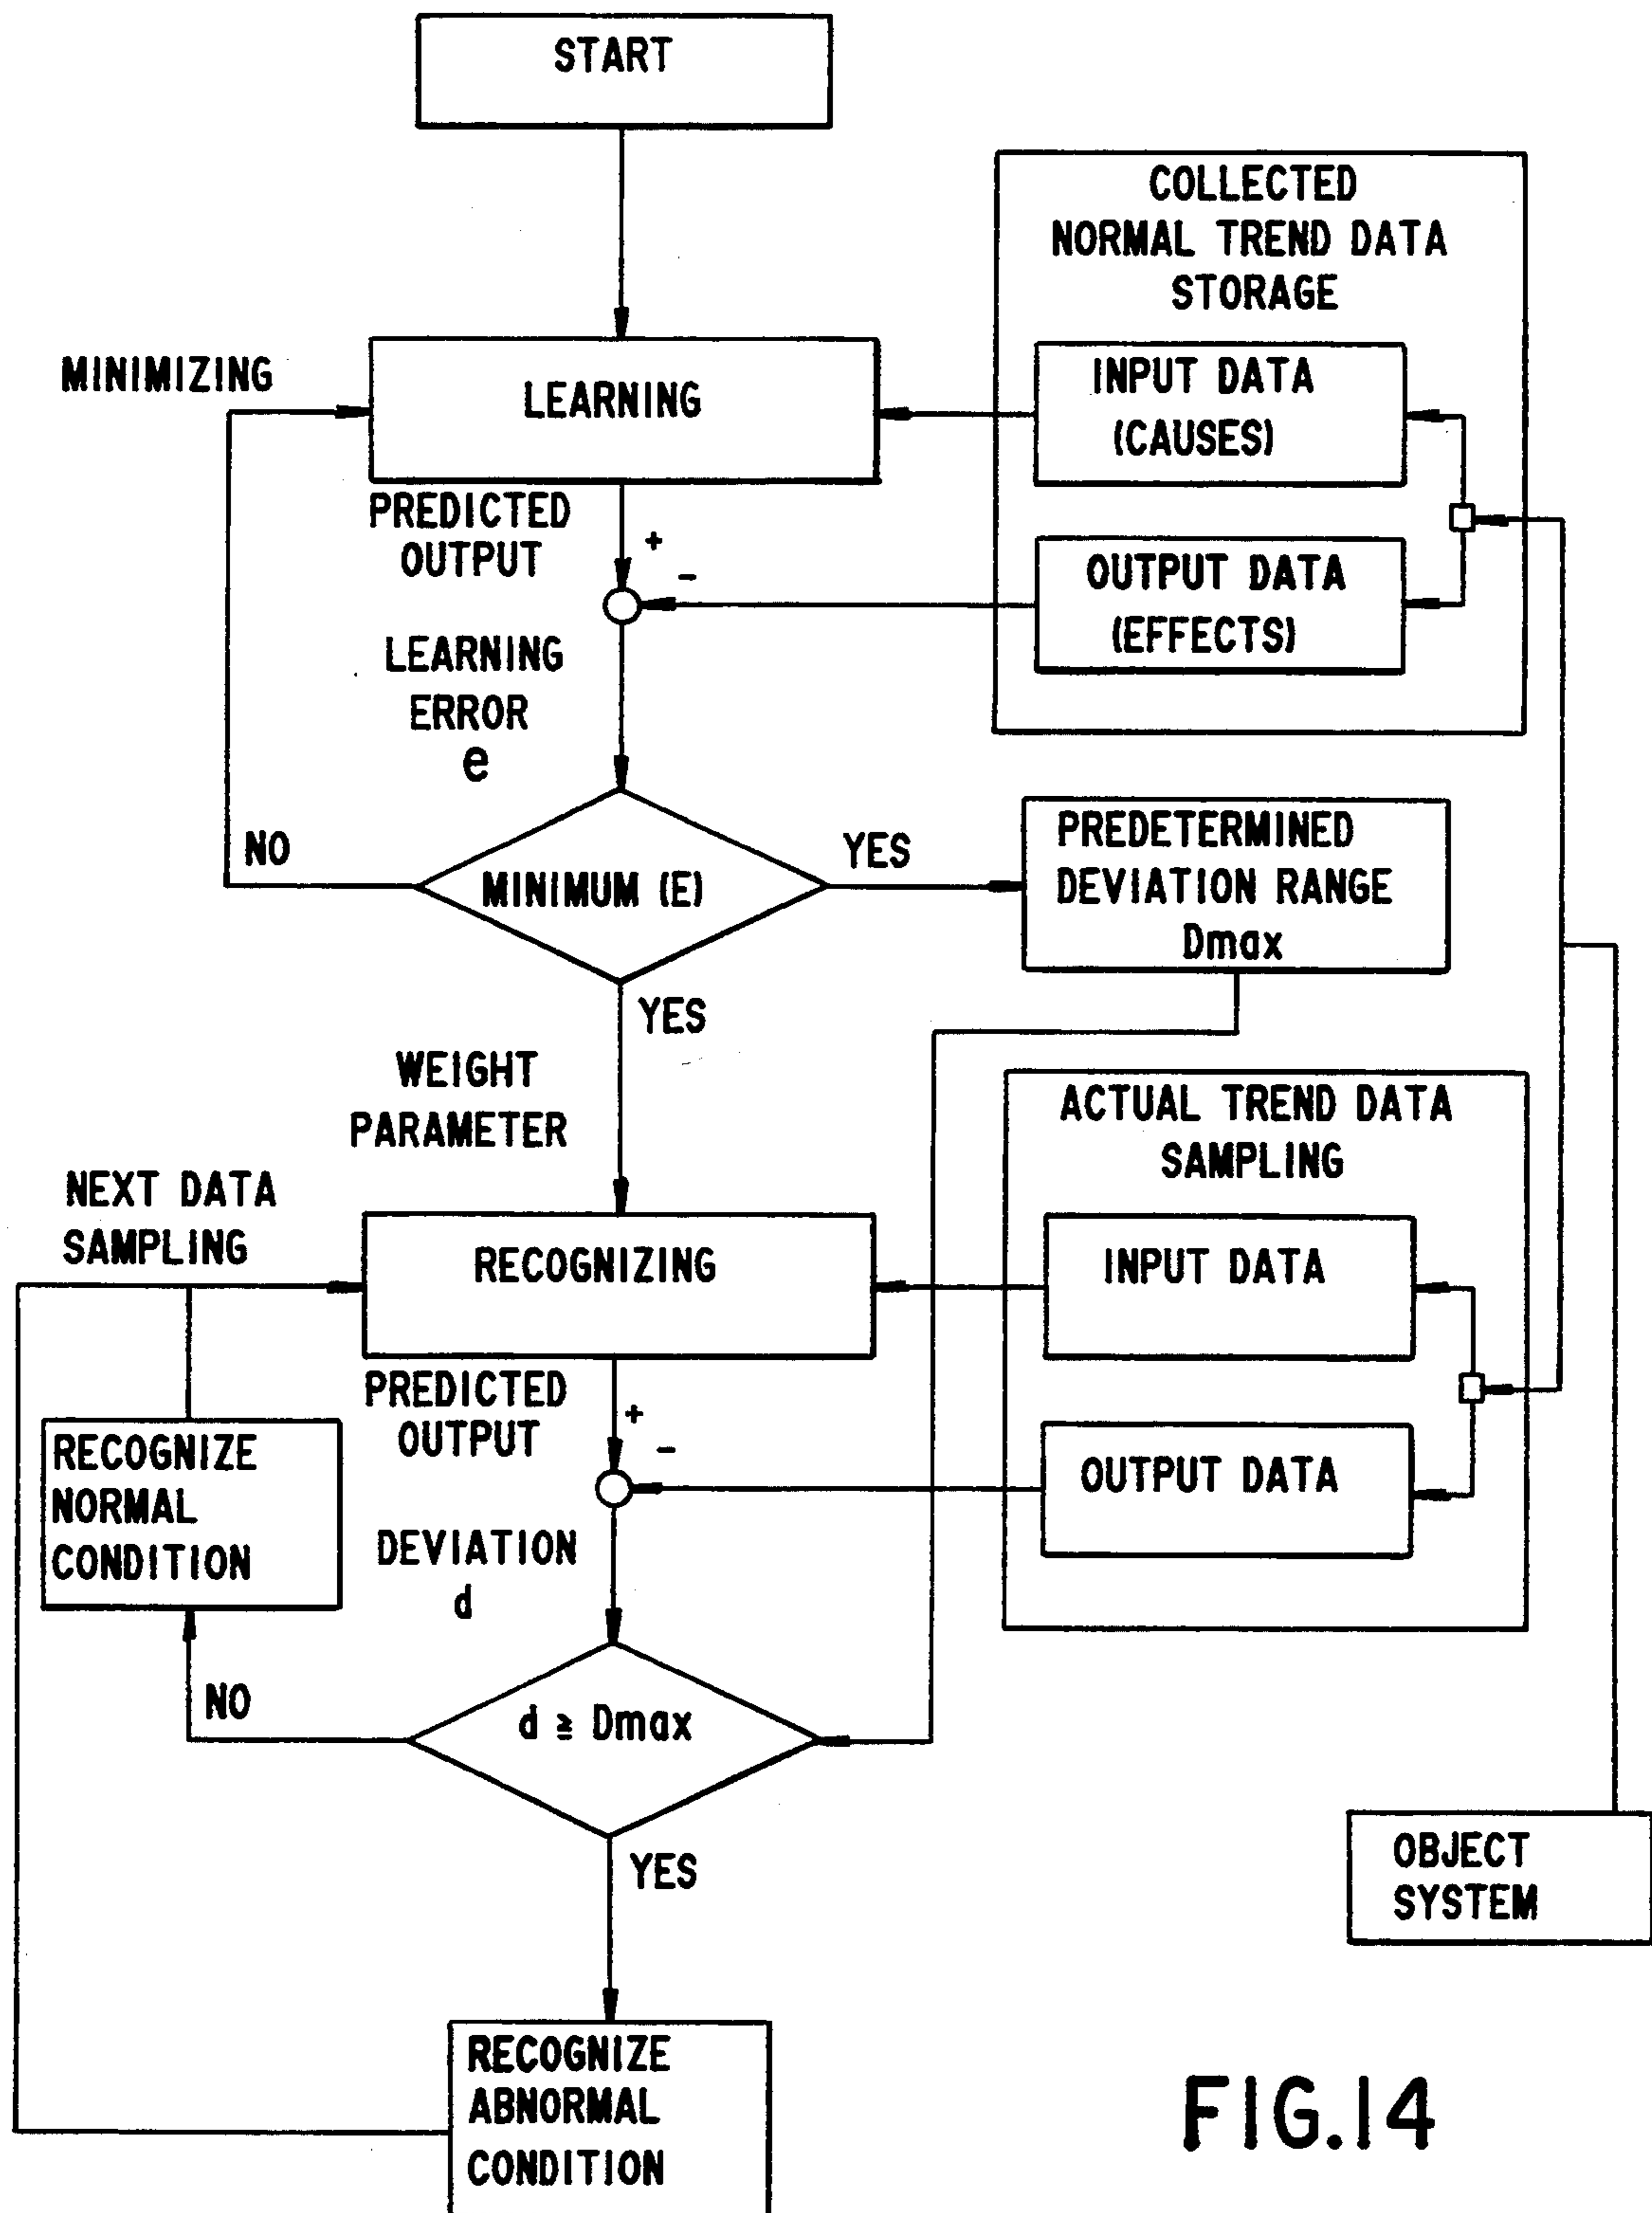 START
COLLECTED
NORMAL TREND DATA
STORAGE
MINIMIZING
LEARNING
INPUT DATA
(CAUSES)
PREDICTED
OUTPUT
+
-
OUTPUT DATA
(EFFECTS)
LEARNING
ERROR
e
NO
MINIMUM (E)
YES
PREDETERMINED
DEVIATION RANGE
Dmax
YES
WEIGHT
PARAMETER
ACTUAL TREND DATA
SAMPLING
NEXT DATA
SAMPLING
RECOGNIZING
INPUT DATA
PREDICTED
OUTPUT
+
-
RECOGNIZE
NORMAL
CONDITION
OUTPUT DATA
DEVIATION
d
NO
d ≧ Dmax
YES
OBJECT
SYSTEM
RECOGNIZE
ABNORMAL
CONDITION
FIG.14